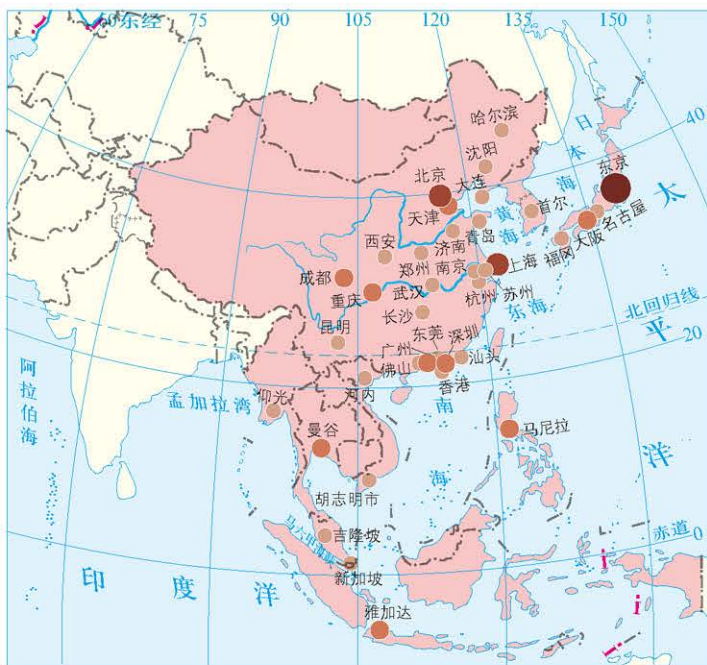 60
东经
75
90
105
120
135
150
40
哈尔滨
日本海
沈阳
东京
北京
大连
太
天津
黄海
首尔
名古屋
青岛
大阪
济南
福冈
西安
郑州
南京
上海
成都
重庆
武汉
杭州
苏州
东海
长沙
北回归线
昆明
平
20
东莞
深圳
广州
汕头
佛山
香港
阿拉伯海
河内
南
孟加拉湾
仰光
曼谷
马尼拉
洋
海
胡志明市
马六甲海峡
吉隆坡
赤道
0
新加坡
印度洋
雅加达